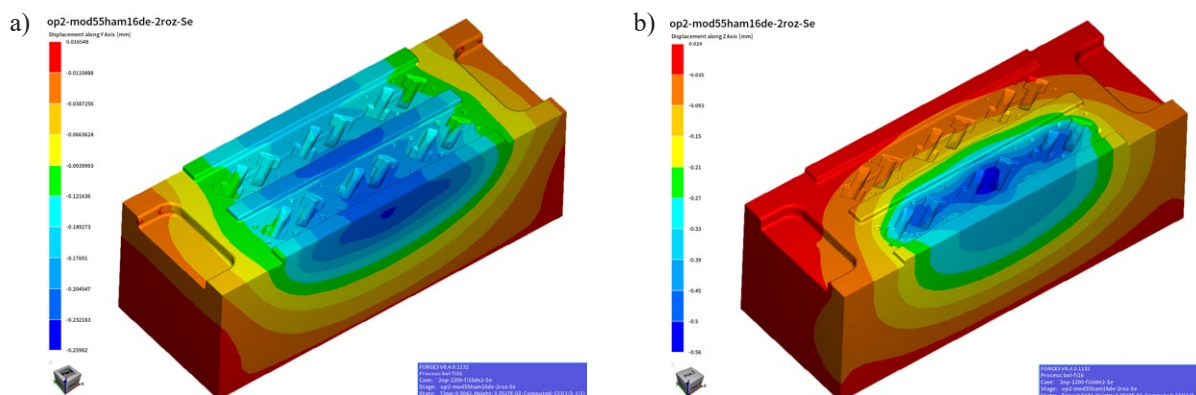 a)
op2-mod55ham16de-2roz-Se
Displacement along Y Axis [mm]
0.016548
-0.0110888
-0.0387256
-0.0663624
-0.0939993
-0.121636
-0.149273
-0.17691
-0.204547
-0.232183
-0.25982
FORGE3 V8.4.0.1132
Process: bol-fi16
Case: 2op-1200-fi16de2-Se
Stage: op2-mod55ham16de-2roz-Se
b)
op2-mod55ham16de-2roz-Se
Displacement along Z Axis [mm]
0.024
-0.035
-0.093
-0.15
-0.21
-0.27
-0.33
-0.39
-0.45
-0.5
-0.56
FORGE3 V8.4.0.1132
Process: bol-fi16
Case: 2op-1200-fi16de2-Se
Stage: op2-mod55ham16de-2roz-Se